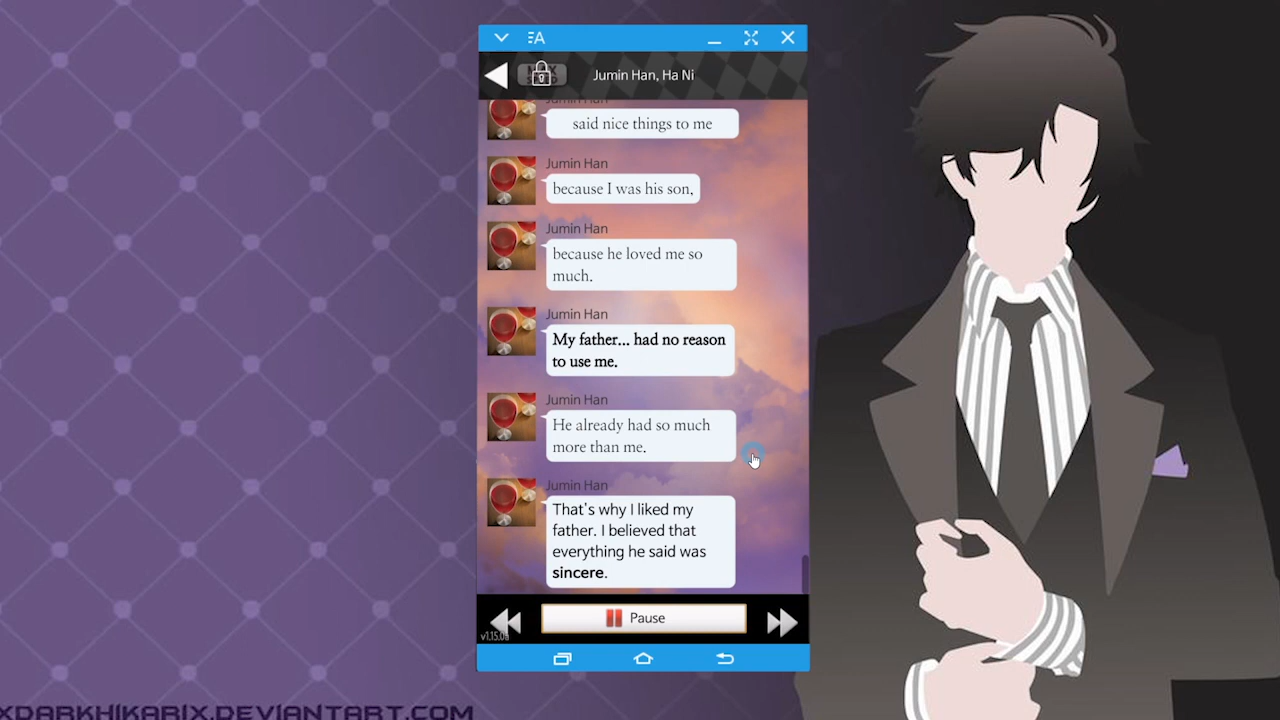 Jumin Han, Ha Ni
Jumin Han
said nice things to me
Jumin Han
because I was his son,
Jumin Han
because he loved me so
much.
Jumin Han
My father... had no reason
to use me.
Jumin Han
He already had so much
more than me.
Jumin Han
That's why I liked my
father. I believed that
everything he said was
sincere.
Pause
XDARKHIKARIX.DEVIANTART.COM